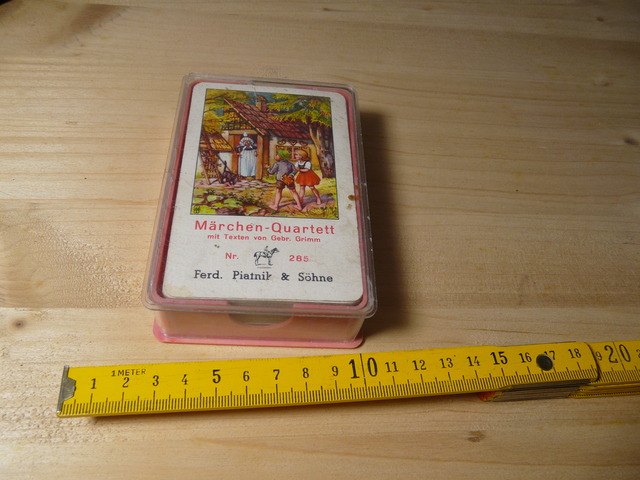 Märchen-Quartett
mit Texten von Gebr. Grimm
Nr. 285
Ferd. Piatnik & Söhne
1 METER
1 2 3 4 5 6 7 8 9 10 11 12 13 14 15 16 17 18 9 20